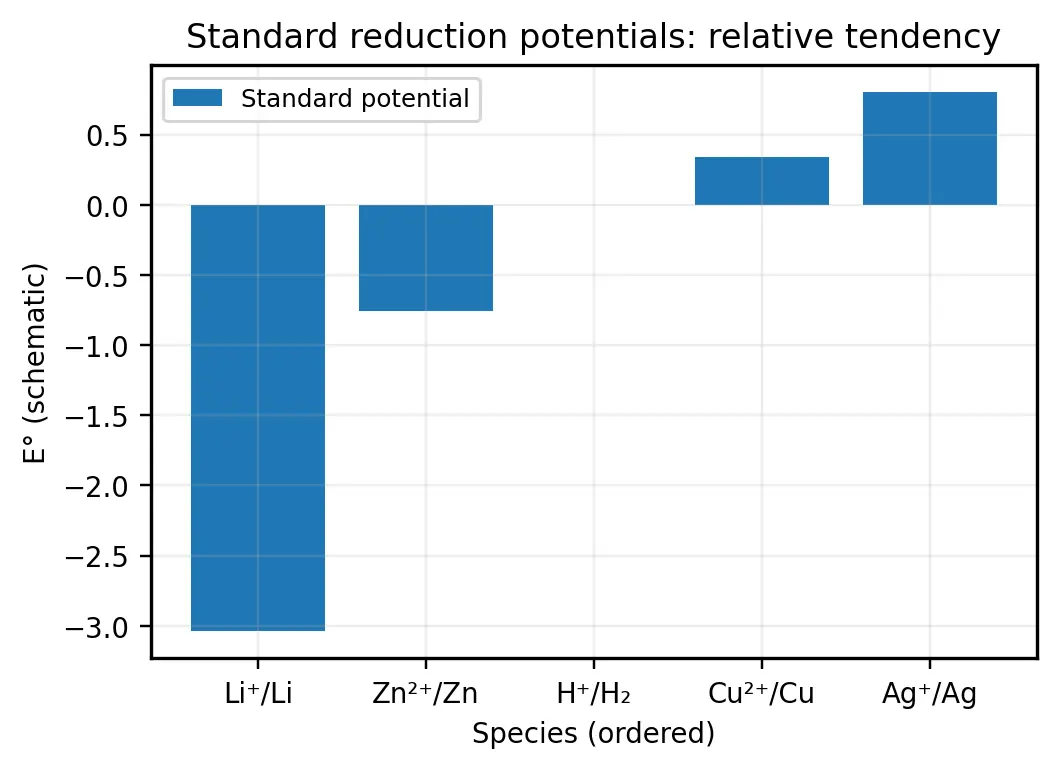 Standard reduction potentials: relative tendency
Standard potential
0.5
0.0
−0.5
−1.0
−1.5
−2.0
−2.5
−3.0
E° (schematic)
Li⁺/Li Zn²⁺/Zn H⁺/H₂ Cu²⁺/Cu Ag⁺/Ag
Species (ordered)